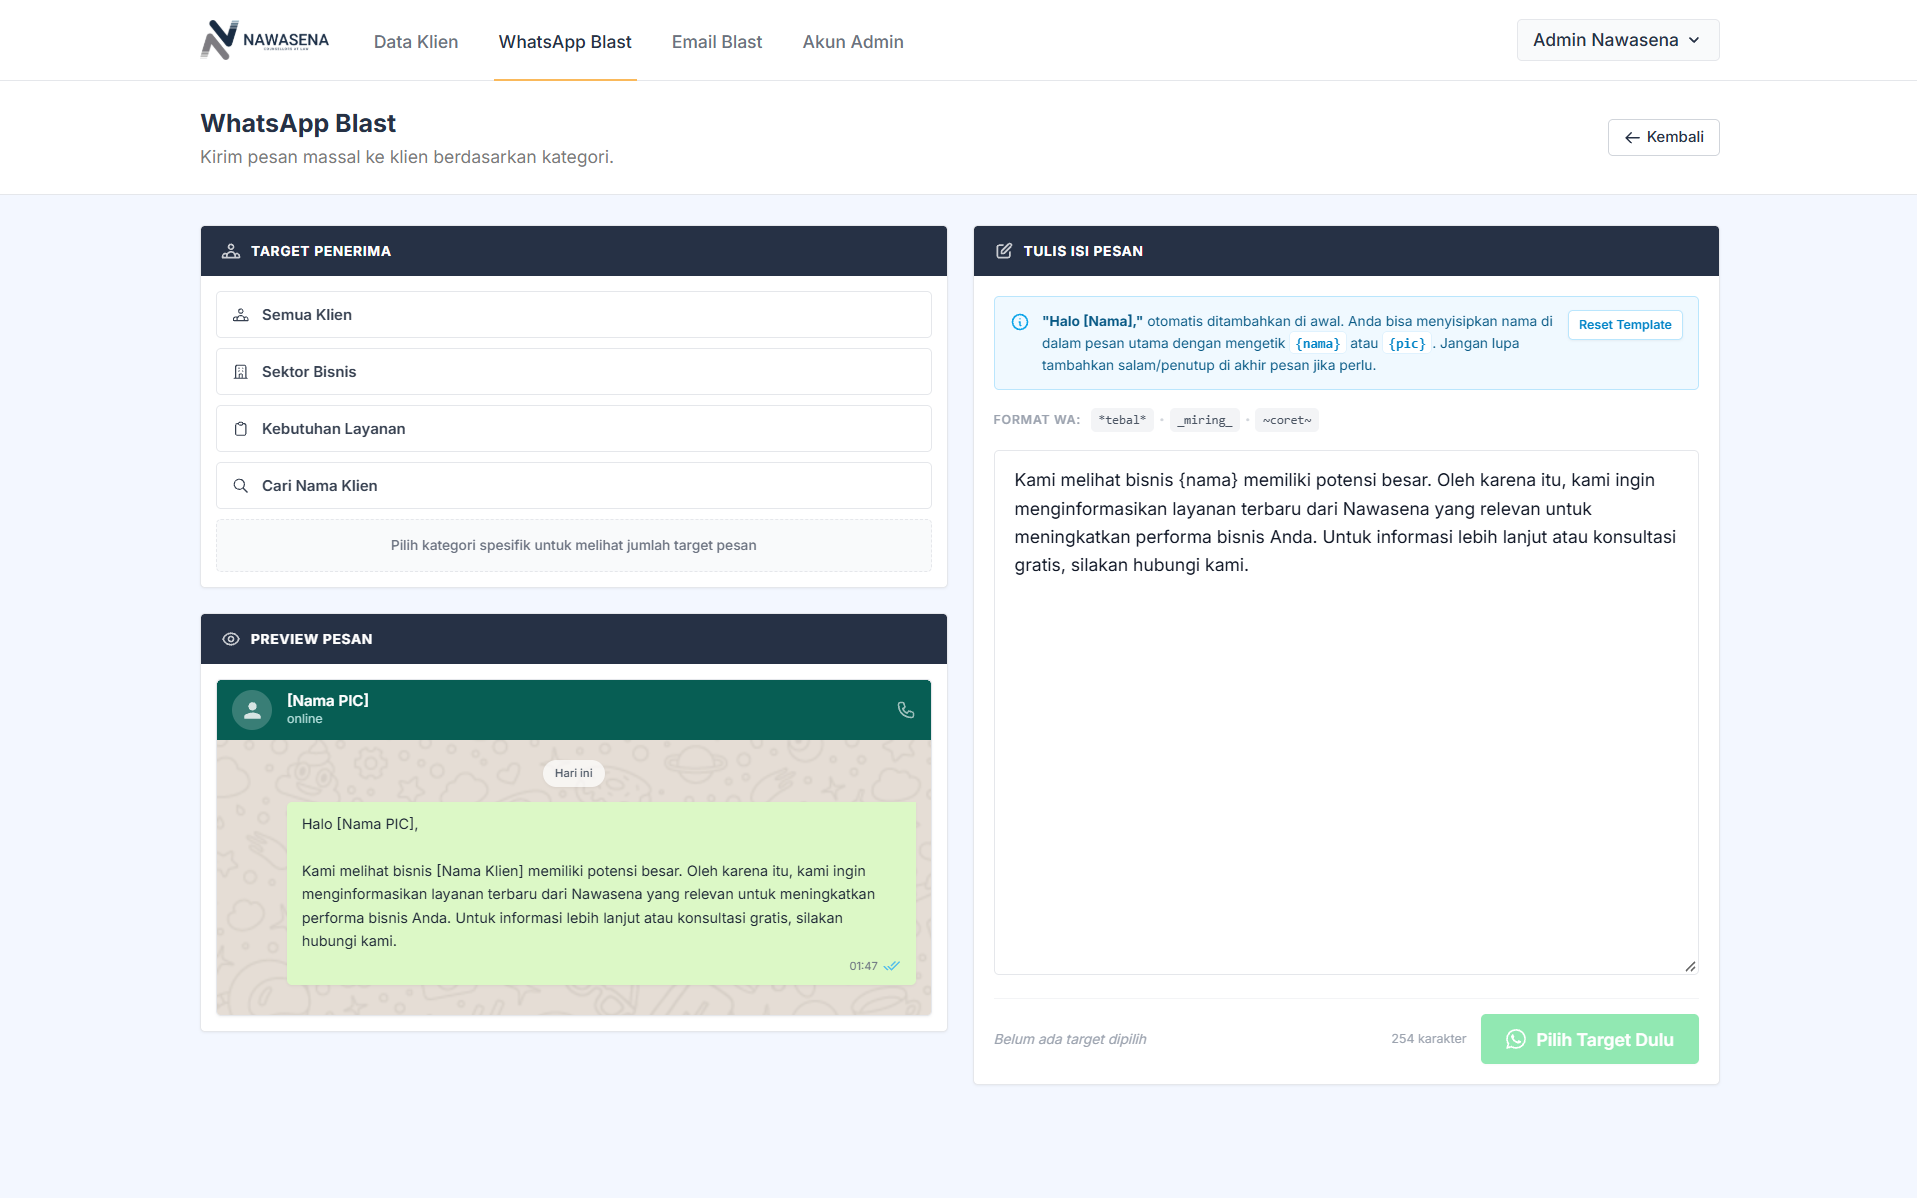 NAWASENA
COUNSELLORS AT LAW
Data Klien
WhatsApp Blast
Email Blast
Akun Admin
Admin Nawasena
WhatsApp Blast
Kirim pesan massal ke klien berdasarkan kategori.
Kembali
TARGET PENERIMA
Semua Klien
Sektor Bisnis
Kebutuhan Layanan
Cari Nama Klien
Pilih kategori spesifik untuk melihat jumlah target pesan
PREVIEW PESAN
[Nama PIC]
online
Hari ini
Halo [Nama PIC],
Kami melihat bisnis [Nama Klien] memiliki potensi besar. Oleh karena itu, kami ingin
menginformasikan layanan terbaru dari Nawasena yang relevan untuk meningkatkan
performa bisnis Anda. Untuk informasi lebih lanjut atau konsultasi gratis, silakan
hubungi kami.
01:47
TULIS ISI PESAN
"Halo [Nama]," otomatis ditambahkan di awal. Anda bisa menyisipkan nama di
dalam pesan utama dengan mengetik {nama} atau {pic} . Jangan lupa
tambahkan salam/penutup di akhir pesan jika perlu.
Reset Template
FORMAT WA: *tebal* • _miring_ • ~coret~
Kami melihat bisnis {nama} memiliki potensi besar. Oleh karena itu, kami ingin
menginformasikan layanan terbaru dari Nawasena yang relevan untuk
meningkatkan performa bisnis Anda. Untuk informasi lebih lanjut atau konsultasi
gratis, silakan hubungi kami.
Belum ada target dipilih
254 karakter
Pilih Target Dulu